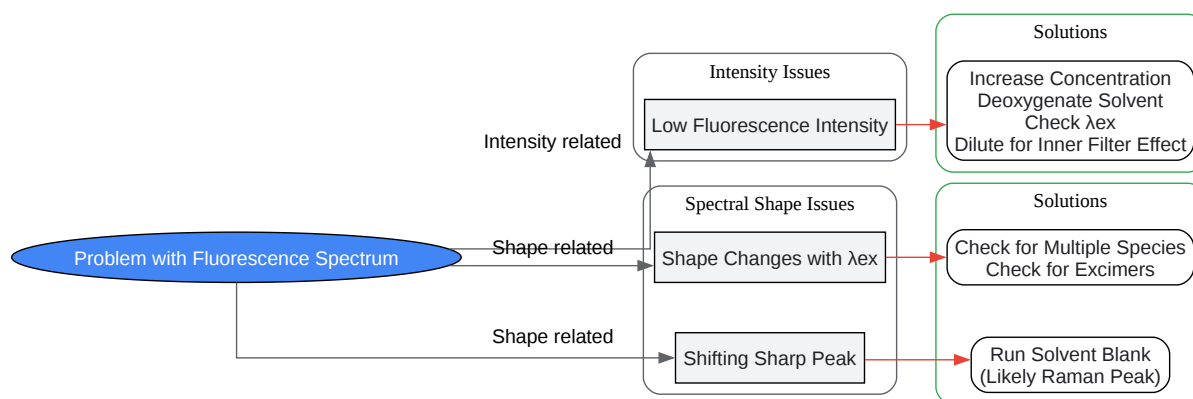 Solutions
Intensity Issues
Increase Concentration
Deoxygenate Solvent
Check λex
Dilute for Inner Filter Effect
Low Fluorescence Intensity
Intensity related
Spectral Shape Issues
Solutions
Problem with Fluorescence Spectrum
Shape related
Shape Changes with λex
Check for Multiple Species
Check for Excimers
Shape related
Shifting Sharp Peak
Run Solvent Blank
(Likely Raman Peak)